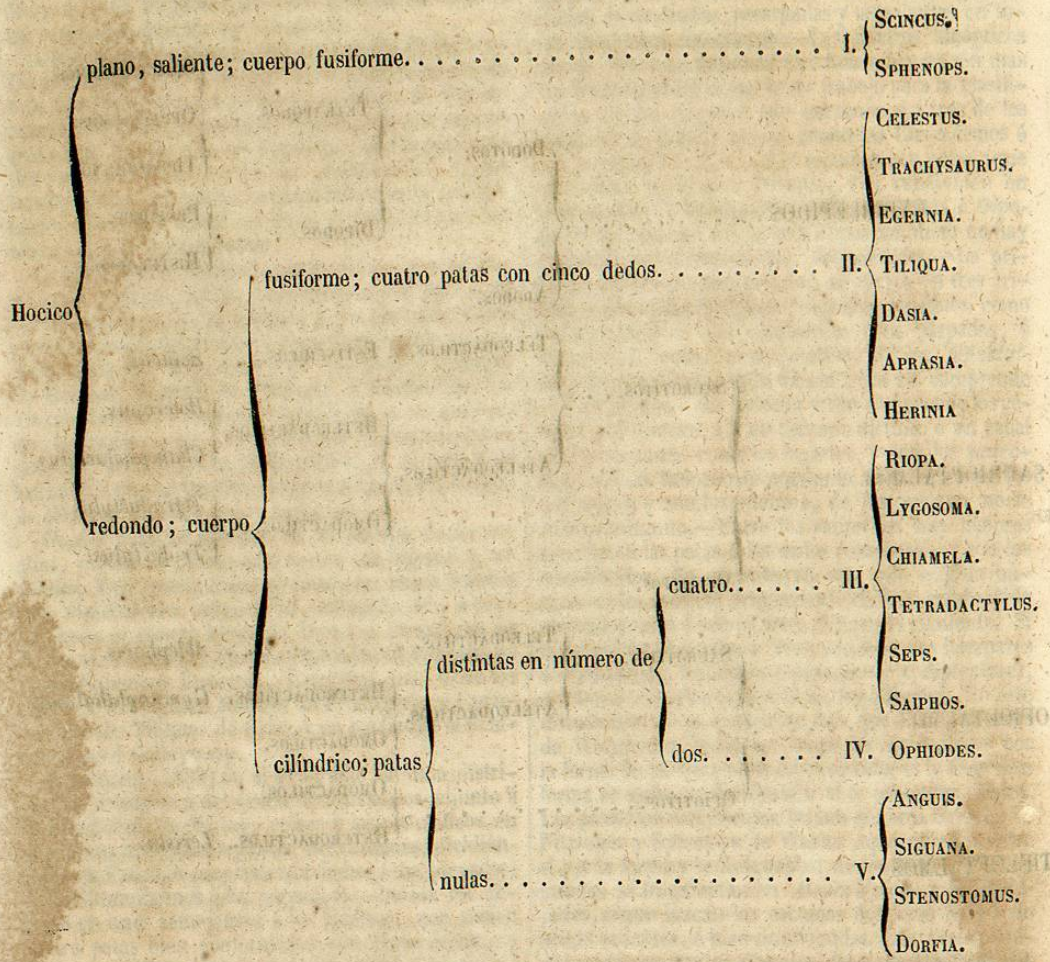 SCINCUS.
plano, saliente; cuerpo fusiforme. . . . . . . . . . . . . . . . . . . . . . I.
SPHENOPS.
CELESTUS.
TRACHYSAURUS.
EGERNIA.
fusiforme; cuatro patas con cinco dedos. . . . . . . . . . II. TILIQUA.
Hocico
DASIA.
APRASIA.
HERINIA
RIOPA.
LYGOSOMA.
redondo; cuerpo
CHIAMELA.
cuatro. . . . . . . III.
TETRADACTYLUS.
distintas en número de
SEPS.
SAIPHOS.
dos. . . . . . . . IV. OPHIODES.
cilíndrico; patas
ANGUIS.
SIGUANA.
nulas. . . . . . . . . . . . . . . . . . . V.
STENOSTOMUS.
DORFIA.